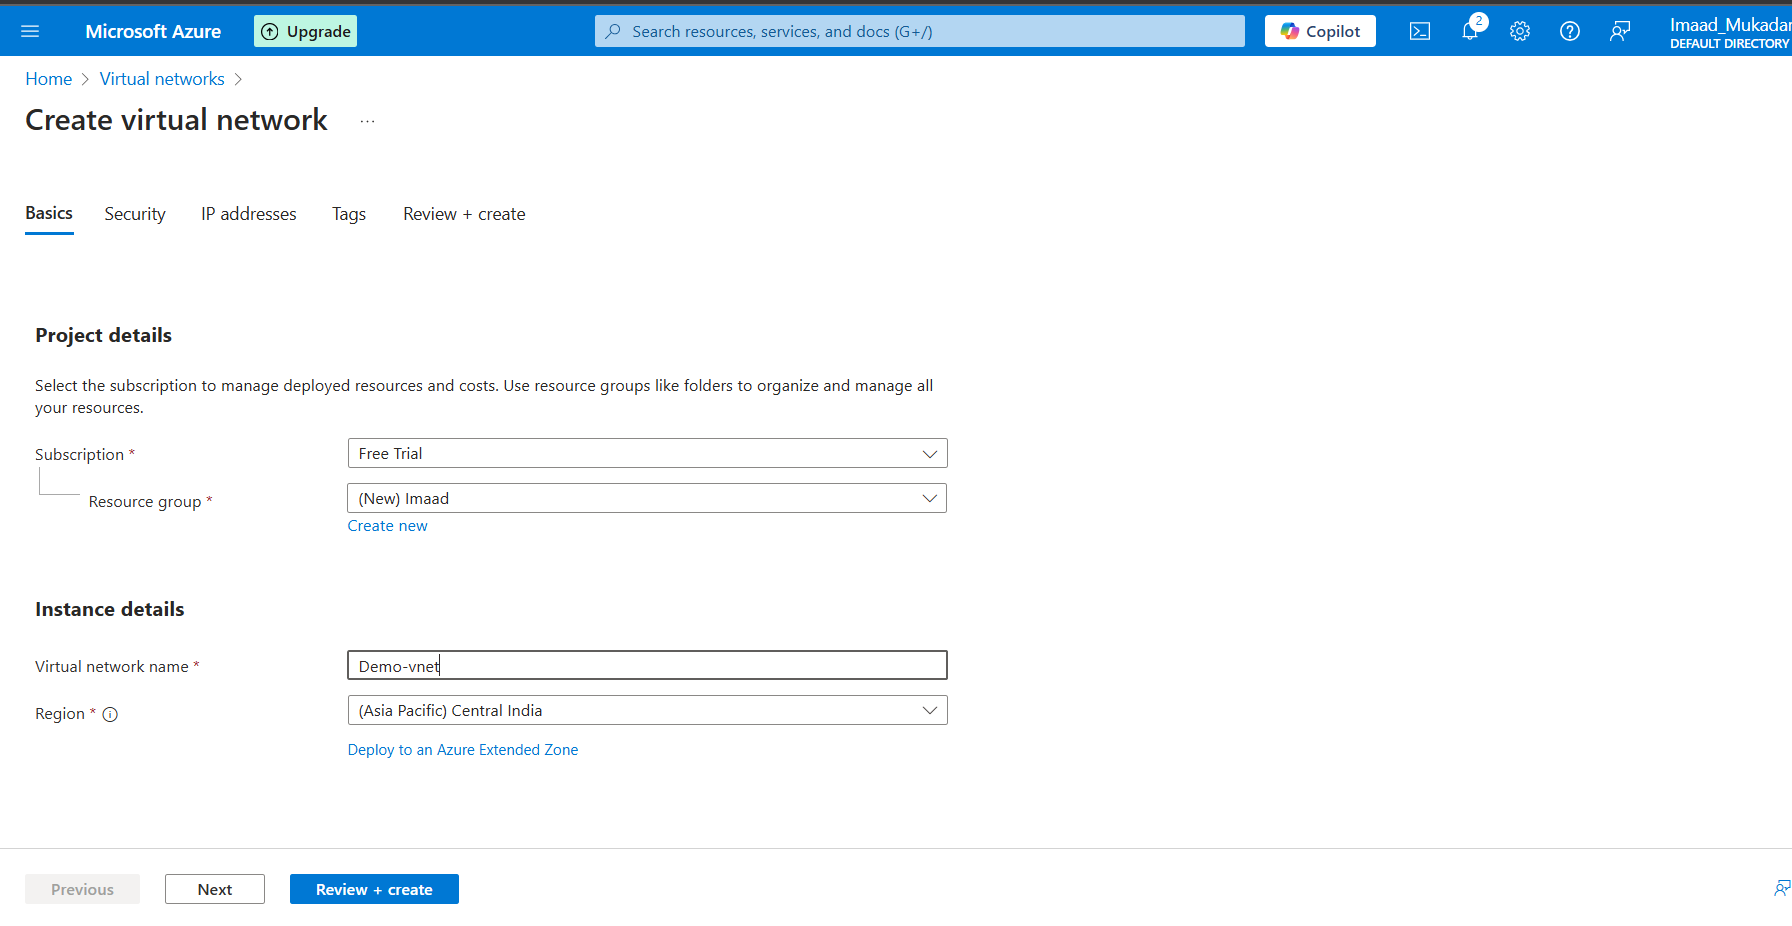 Microsoft Azure
Upgrade
Search resources, services, and docs (G+/)
Copilot
2
Imaad_Mukadar
DEFAULT DIRECTORY
Home > Virtual networks >
Create virtual network ...
Basics Security IP addresses Tags Review + create
Project details
Select the subscription to manage deployed resources and costs. Use resource groups like folders to organize and manage all
your resources.
Subscription * Free Trial
Resource group * (New) Imaad
Create new
Instance details
Virtual network name * Demo-vnet
Region * (Asia Pacific) Central India
Deploy to an Azure Extended Zone
Previous Next Review + create